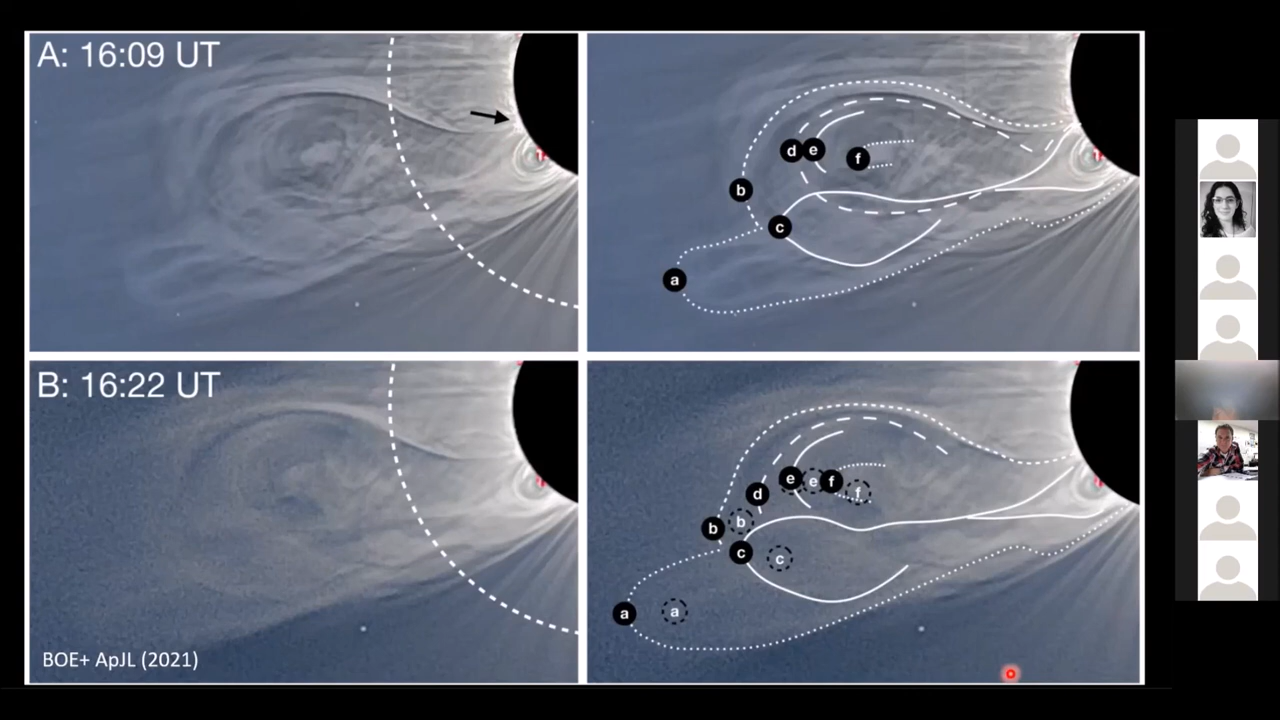 A: 16:09 UT
d e
f
b
c
a
B: 16:22 UT
e e f f
d
b b
c c
a a
BOE+ ApJL (2021)